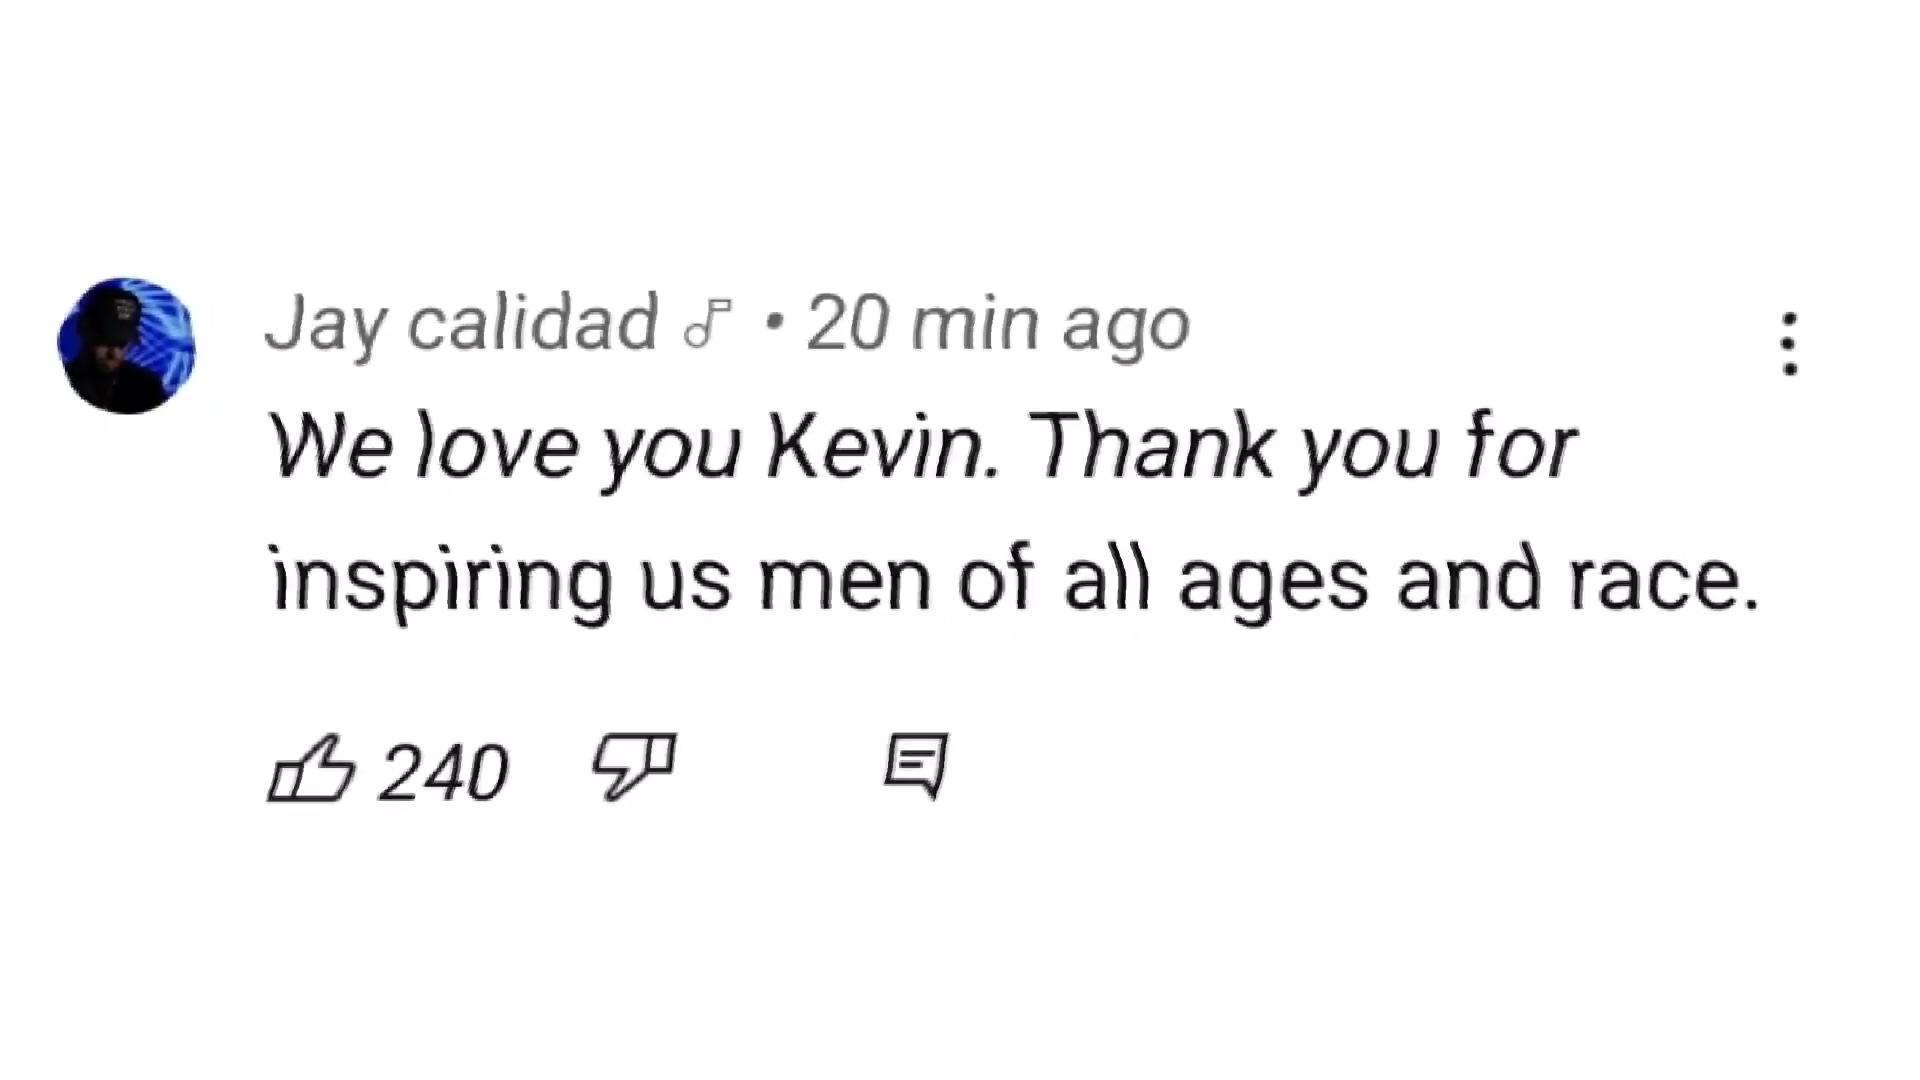 Jay calidad ♪ • 20 min ago
We love you Kevin. Thank you for
inspiring us men of all ages and race.
240